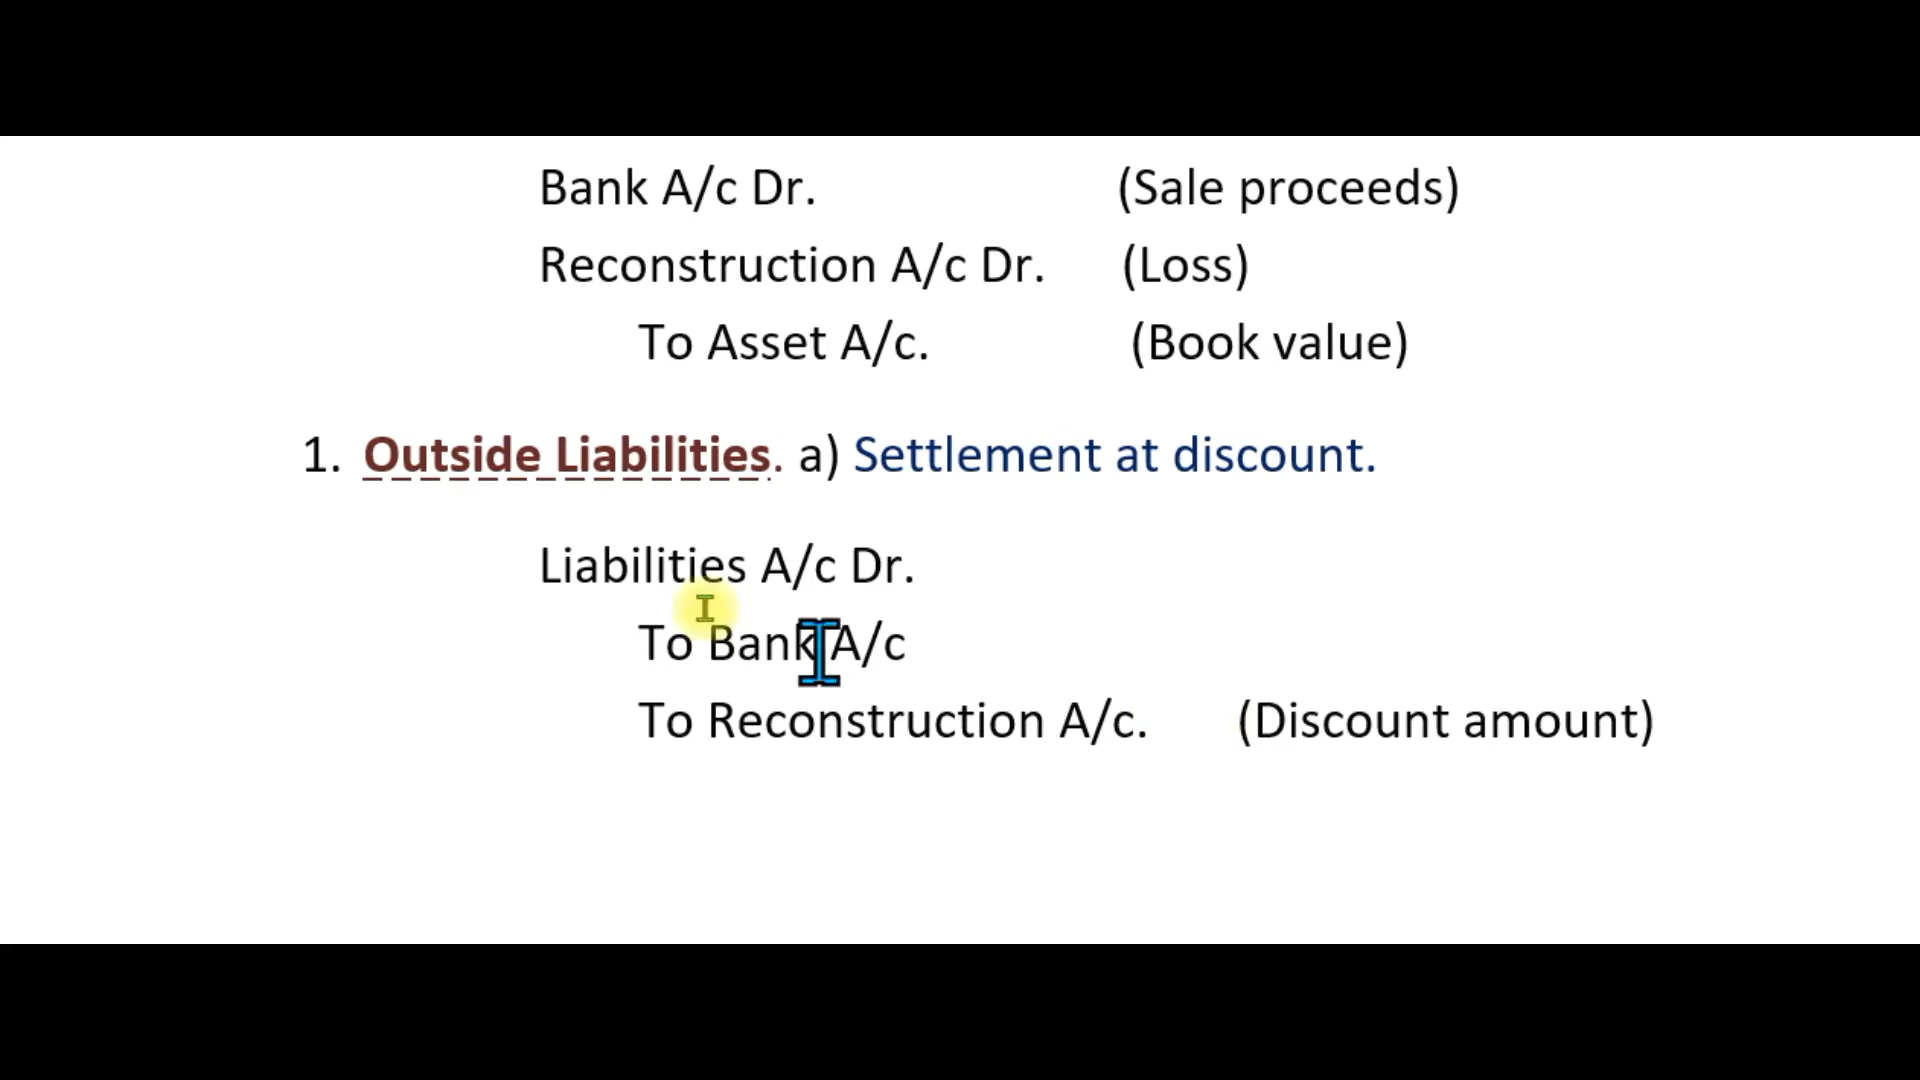 Bank A/c Dr. (Sale proceeds)
Reconstruction A/c Dr. (Loss)
To Asset A/c. (Book value)
1. Outside Liabilities. a) Settlement at discount.
Liabilities A/c Dr.
To Bank A/c
To Reconstruction A/c. (Discount amount)